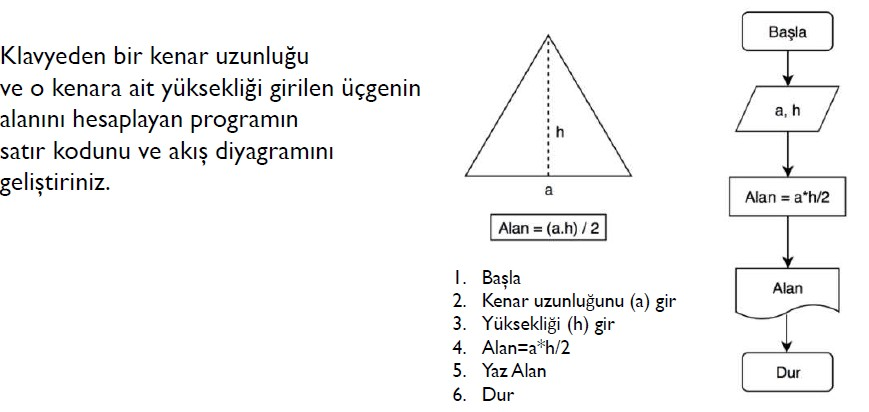 Klavyeden bir kenar uzunluğu
ve o kenara ait yüksekliği girilen üçgenin
alanını hesaplayan programın
satır kodunu ve akış diyagramını
geliştiriniz.
h
a
Alan = (a.h) / 2
1. Başla
2. Kenar uzunluğunu (a) gir
3. Yüksekliği (h) gir
4. Alan=a*h/2
5. Yaz Alan
6. Dur
Başla
a, h
Alan = a*h/2
Alan
Dur